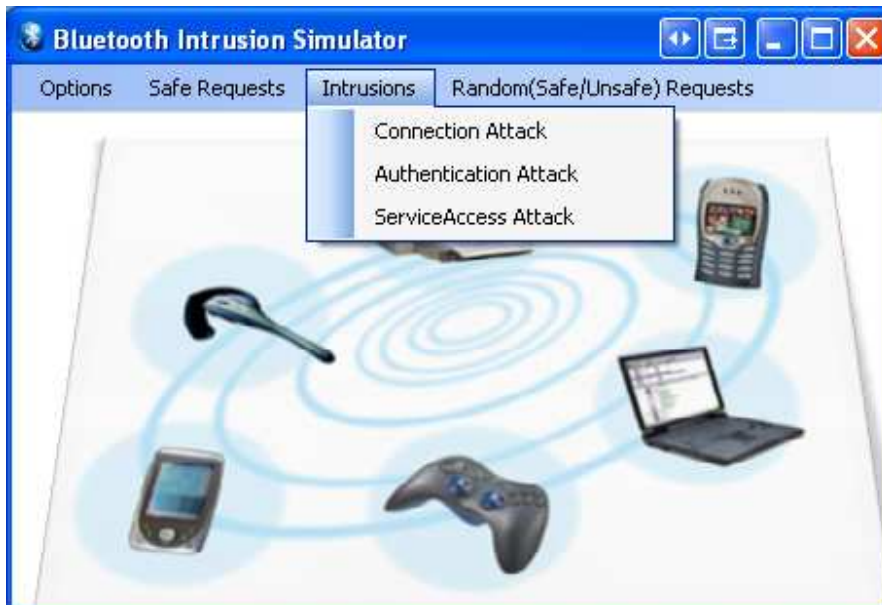 Bluetooth Intrusion Simulator
Options Safe Requests Intrusions Random(Safe/Unsafe) Requests
Connection Attack
Authentication Attack
ServiceAccess Attack